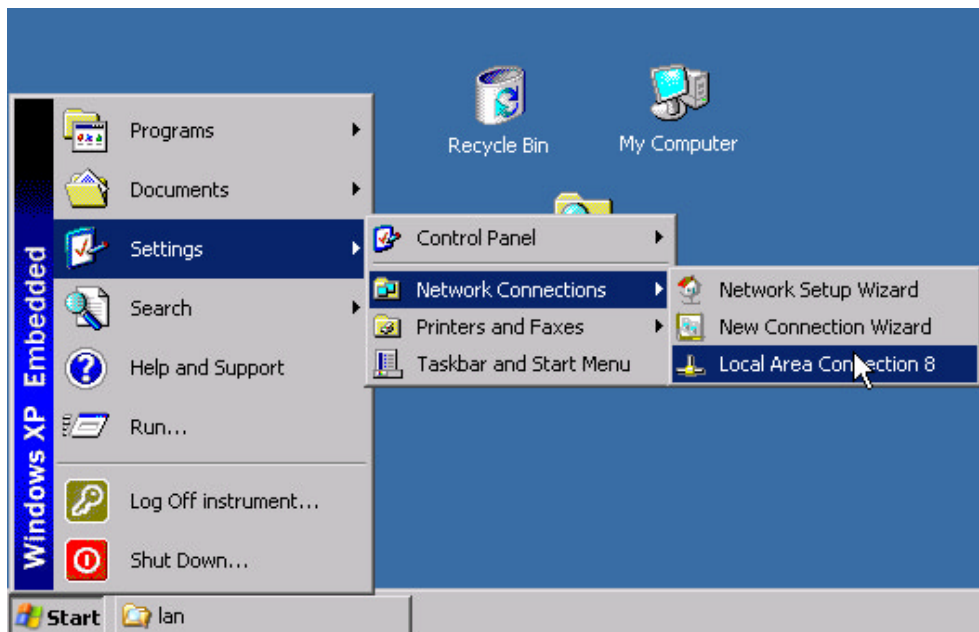 Recycle Bin
My Computer
Windows XP Embedded
Programs
Documents
Settings
Search
Help and Support
Run...
Log Off instrument...
Shut Down...
Control Panel
Network Connections
Printers and Faxes
Taskbar and Start Menu
Network Setup Wizard
New Connection Wizard
Local Area Connection 8
Start
lan